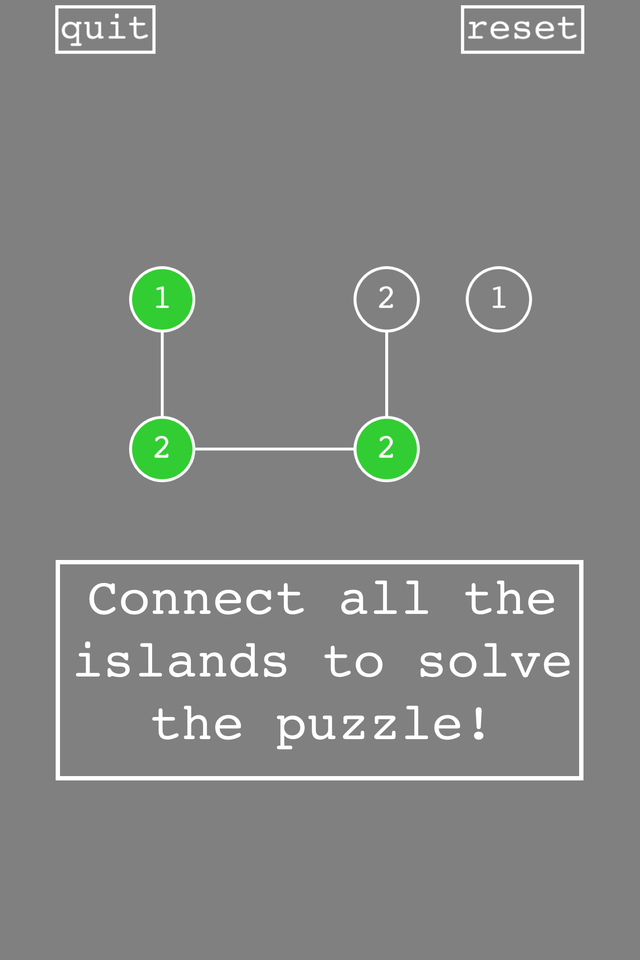 quit reset
1 2 1
2 2
Connect all the
islands to solve
the puzzle!